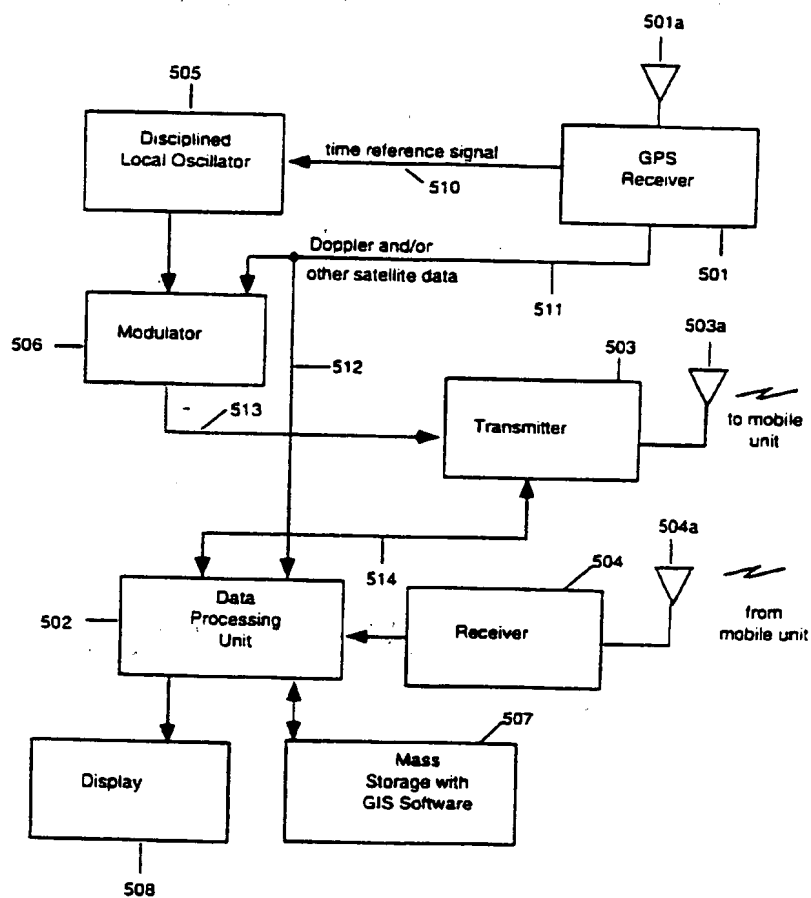 501a
505
Disciplined
Local Oscillator
time reference signal
510
GPS
Receiver
501
Doppler and/or
other satellite data
511
Modulator
506
512
513
503
503a
Transmitter
to mobile
unit
514
504a
504
Data
Processing
Unit
502
Receiver
from
mobile unit
507
Display
Mass
Storage with
GIS Software
508